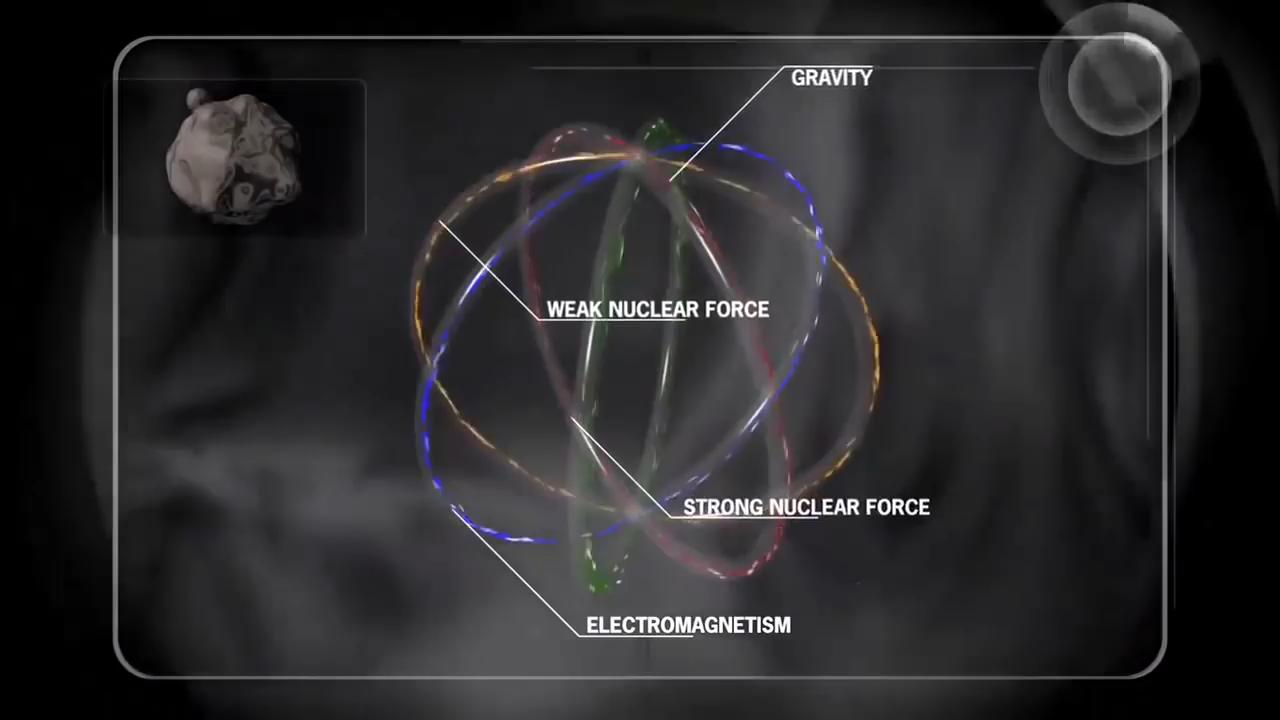 GRAVITY
WEAK NUCLEAR FORCE
STRONG NUCLEAR FORCE
ELECTROMAGNETISM